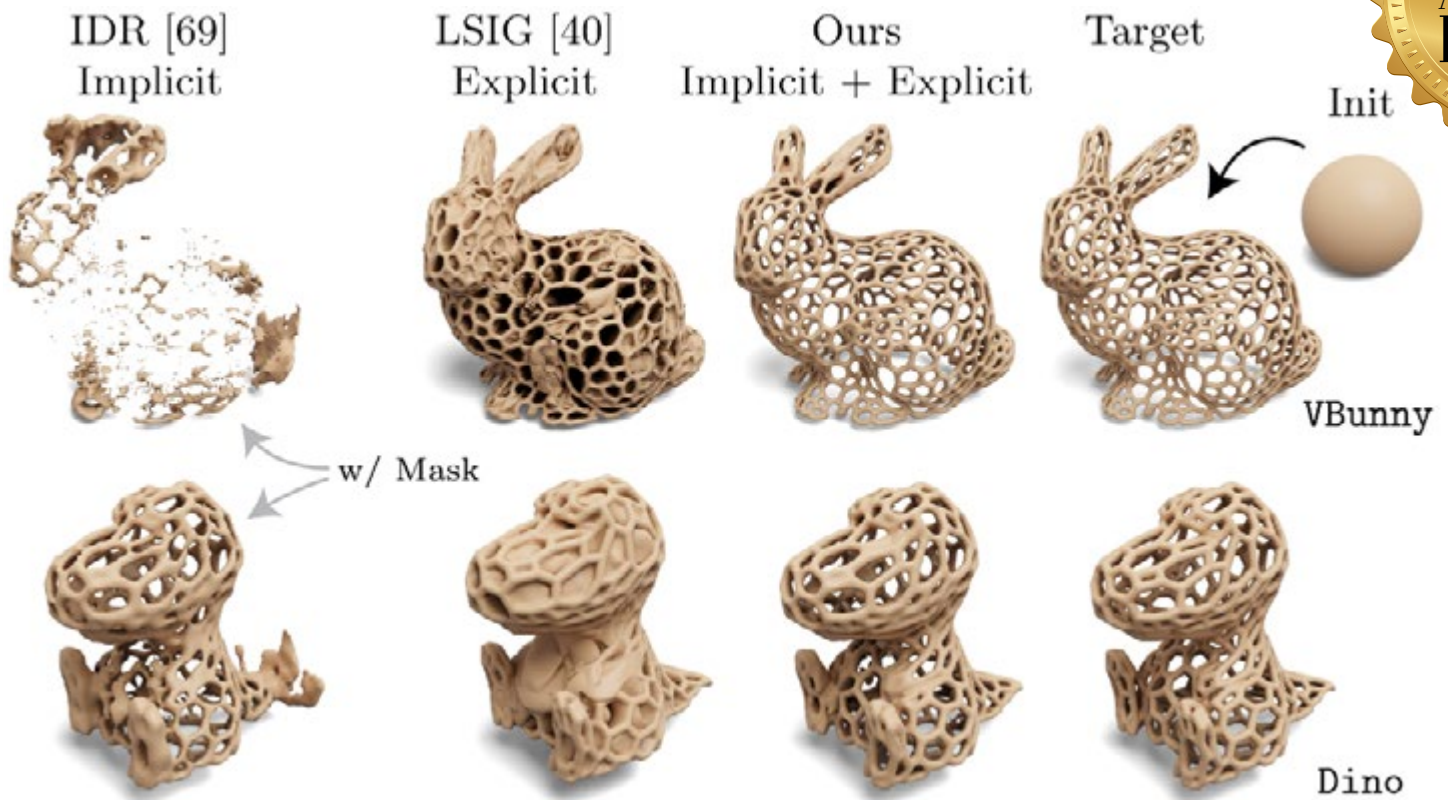 IDR [69]
Implicit
LSIG [40]
Explicit
Ours
Implicit + Explicit
Target
Init
VBunny
w/ Mask
Dino